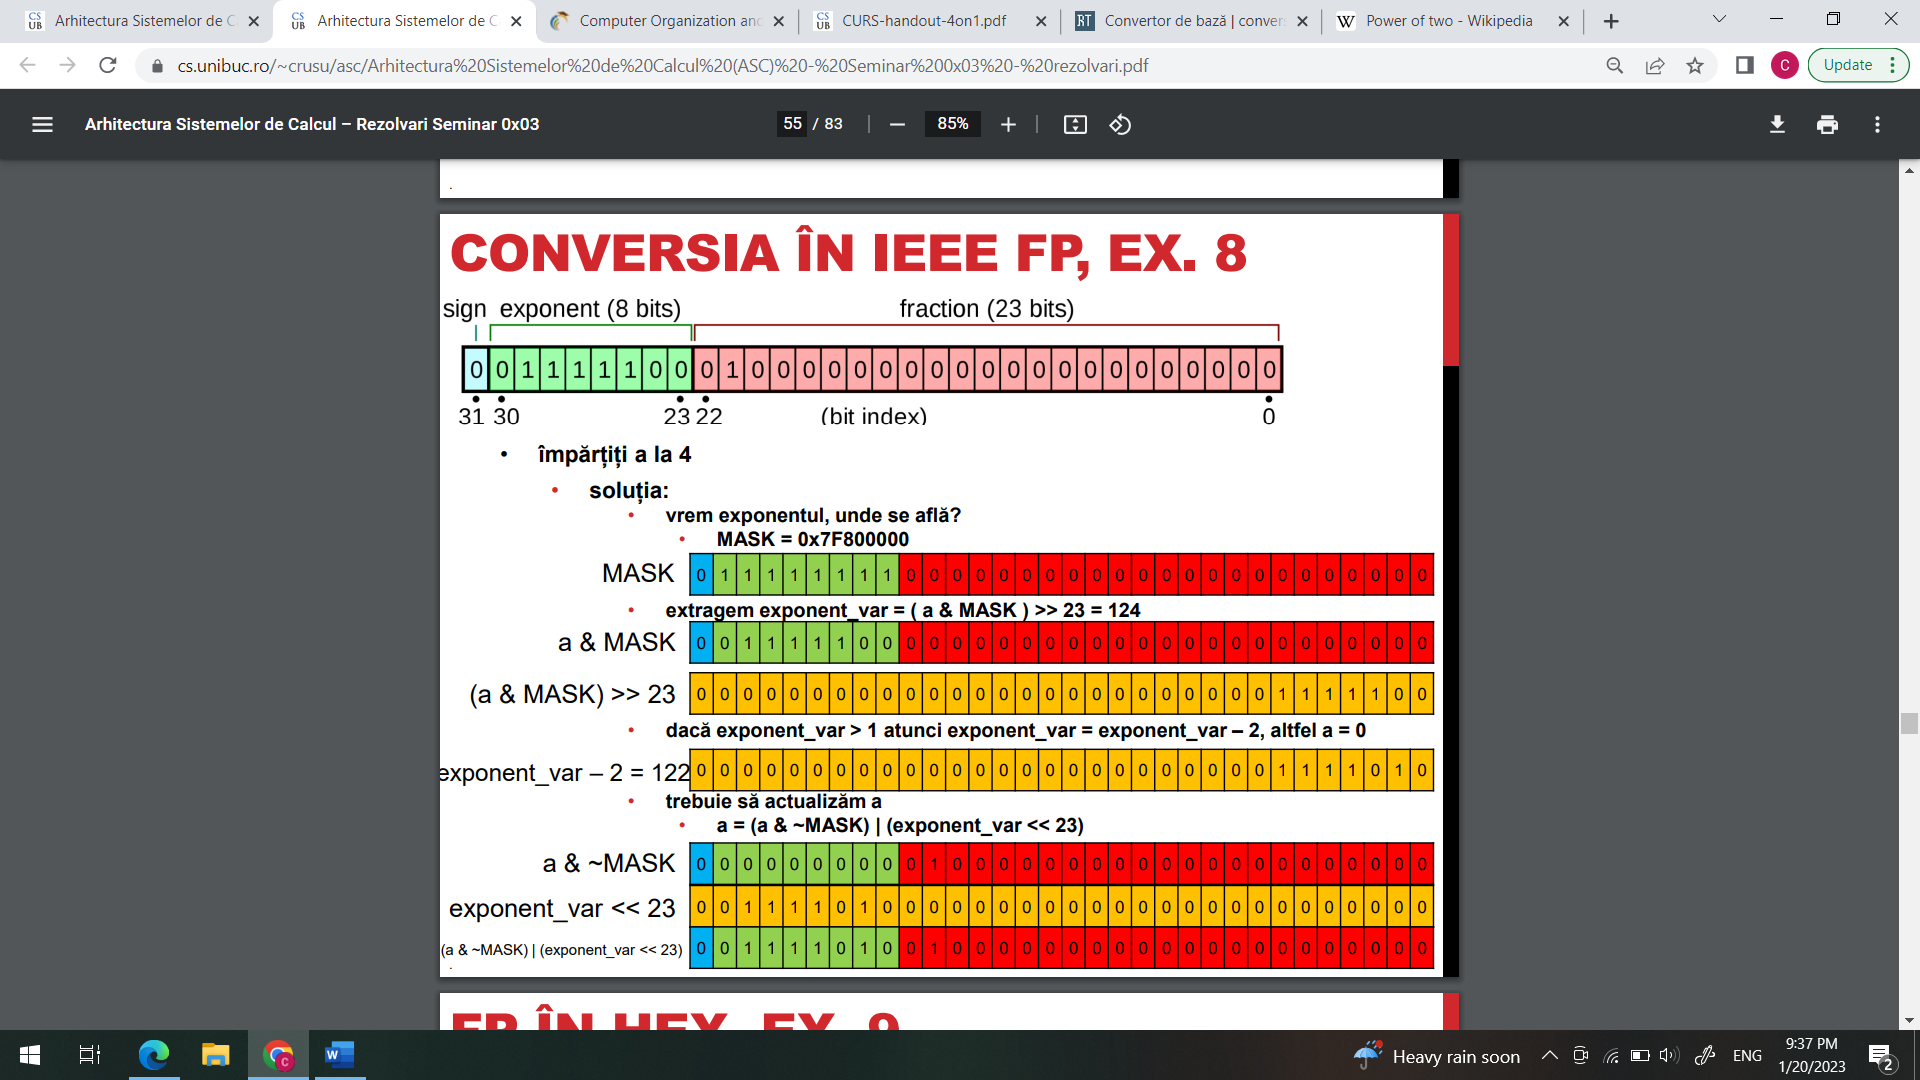 Arhitectura Sistemelor de C
Arhitectura Sistemelor de C
Computer Organization and
CURS-handout-4on1.pdf
Convertor de bază | conver
Power of two - Wikipedia
cs.unibuc.ro/~crusu/asc/Arhitectura%20Sistemelor%20de%20Calcul%20(ASC)%20-%20Seminar%200x03%20-%20rezolvari.pdf
C
Update
Arhitectura Sistemelor de Calcul – Rezolvari Seminar 0x03
55 / 83
85%
CONVERSIA ÎN IEEE FP, EX. 8
sign exponent (8 bits) fraction (23 bits)
0 0 1 1 1 1 1 0 0 0 1 0 0 0 0 0 0 0 0 0 0 0 0 0 0 0 0 0 0 0 0 0
31 30 23 22 (bit index) 0
• împărțiți a la 4
• soluția:
• vrem exponentul, unde se află?
• MASK = 0x7F800000
MASK 0 1 1 1 1 1 1 1 1 0 0 0 0 0 0 0 0 0 0 0 0 0 0 0 0 0 0 0 0 0 0 0
• extragem exponent_var = ( a & MASK ) >> 23 = 124
a & MASK 0 0 1 1 1 1 1 0 0 0 0 0 0 0 0 0 0 0 0 0 0 0 0 0 0 0 0 0 0 0 0 0
(a & MASK) >> 23 0 0 0 0 0 0 0 0 0 0 0 0 0 0 0 0 0 0 0 0 0 0 0 0 0 1 1 1 1 1 0 0
• dacă exponent_var > 1 atunci exponent_var = exponent_var – 2, altfel a = 0
exponent_var – 2 = 122 0 0 0 0 0 0 0 0 0 0 0 0 0 0 0 0 0 0 0 0 0 0 0 0 0 1 1 1 1 0 1 0
• trebuie să actualizăm a
• a = (a & ~MASK) | (exponent_var << 23)
a & ~MASK 0 0 0 0 0 0 0 0 0 0 1 0 0 0 0 0 0 0 0 0 0 0 0 0 0 0 0 0 0 0 0 0
exponent_var << 23 0 0 1 1 1 1 0 1 0 0 0 0 0 0 0 0 0 0 0 0 0 0 0 0 0 0 0 0 0 0 0 0
(a & ~MASK) | (exponent_var << 23) 0 0 1 1 1 1 0 1 0 0 1 0 0 0 0 0 0 0 0 0 0 0 0 0 0 0 0 0 0 0 0 0
FP ÎN HEX, EX. 9
Heavy rain soon
ENG
9:37 PM
1/20/2023
2